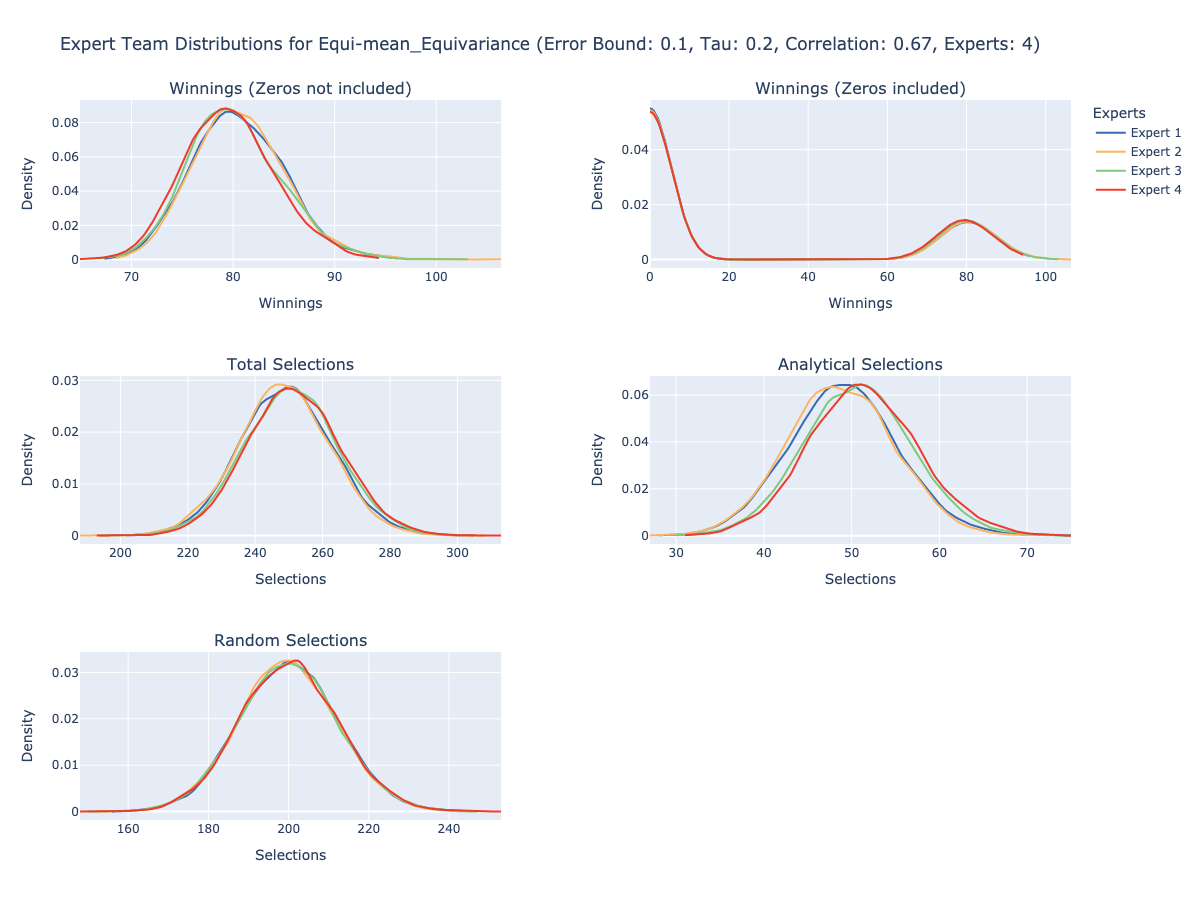 Expert Team Distributions for Equi-mean_Equivariance (Error Bound: 0.1, Tau: 0.2, Correlation: 0.67, Experts: 4)
Winnings (Zeros not included)
Density
0.08
0.06
0.04
0.02
0
70 80 90 100
Winnings
Winnings (Zeros included)
Density
0.04
0.02
0
0 20 40 60 80 100
Winnings
Experts
Expert 1
Expert 2
Expert 3
Expert 4
Total Selections
Density
0.03
0.02
0.01
0
200 220 240 260 280 300
Selections
Analytical Selections
Density
0.06
0.04
0.02
0
30 40 50 60 70
Selections
Random Selections
Density
0.03
0.02
0.01
0
160 180 200 220 240
Selections